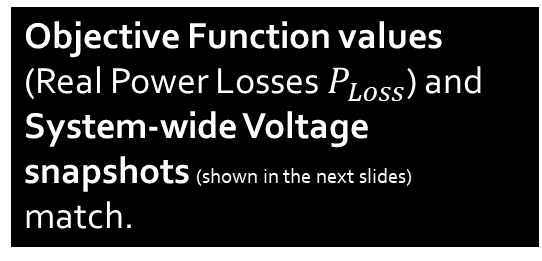 Objective Function values
(Real Power Losses P_Loss) and
System-wide Voltage
snapshots (shown in the next slides)
match.